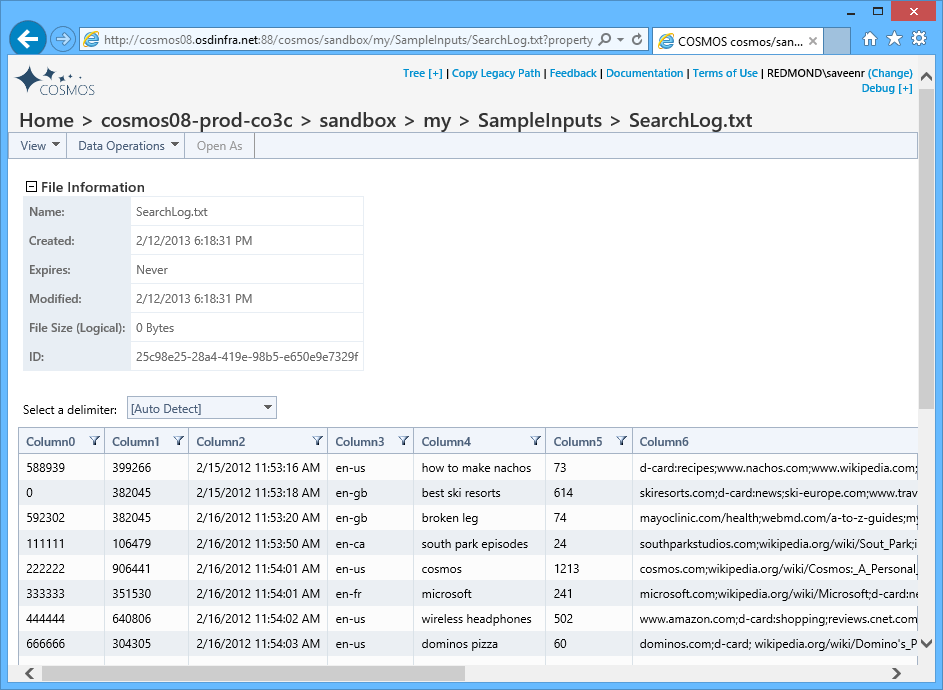 http://cosmos08.osdinfra.net:88/cosmos/sandbox/my/SampleInputs/SearchLog.txt?property
COSMOS cosmos/san...
COSMOS
Tree [+] | Copy Legacy Path | Feedback | Documentation | Terms of Use | REDMOND\saveenr (Change)
Debug [+]
Home > cosmos08-prod-co3c > sandbox > my > SampleInputs > SearchLog.txt
View Data Operations Open As
File Information
Name: SearchLog.txt
Created: 2/12/2013 6:18:31 PM
Expires: Never
Modified: 2/12/2013 6:18:31 PM
File Size (Logical): 0 Bytes
ID: 25c98e25-28a4-419e-98b5-e650e9e7329f
Select a delimiter: [Auto Detect]
Column0 Column1 Column2 Column3 Column4 Column5 Column6
588939 399266 2/15/2012 11:53:16 AM en-us how to make nachos 73 d-card:recipes;www.nachos.com;www.wikipedia.com;
0 382045 2/15/2012 11:53:18 AM en-gb best ski resorts 614 skiresorts.com;d-card:news;ski-europe.com;www.trav
592302 382045 2/16/2012 11:53:20 AM en-gb broken leg 74 mayoclinic.com/health;webmd.com/a-to-z-guides;my
111111 106479 2/16/2012 11:53:50 AM en-ca south park episodes 24 southparkstudios.com;wikipedia.org/wiki/Sout_Park;i
222222 906441 2/16/2012 11:54:01 AM en-us cosmos 1213 cosmos.com;wikipedia.org/wiki/Cosmos:_A_Personal_
333333 351530 2/16/2012 11:54:01 AM en-fr microsoft 241 microsoft.com;wikipedia.org/wiki/Microsoft;d-card:ne
444444 640806 2/16/2012 11:54:02 AM en-us wireless headphones 502 www.amazon.com;d-card:shopping;reviews.cnet.com
666666 304305 2/16/2012 11:54:03 AM en-us dominos pizza 60 dominos.com;d-card; wikipedia.org/wiki/Domino's_P